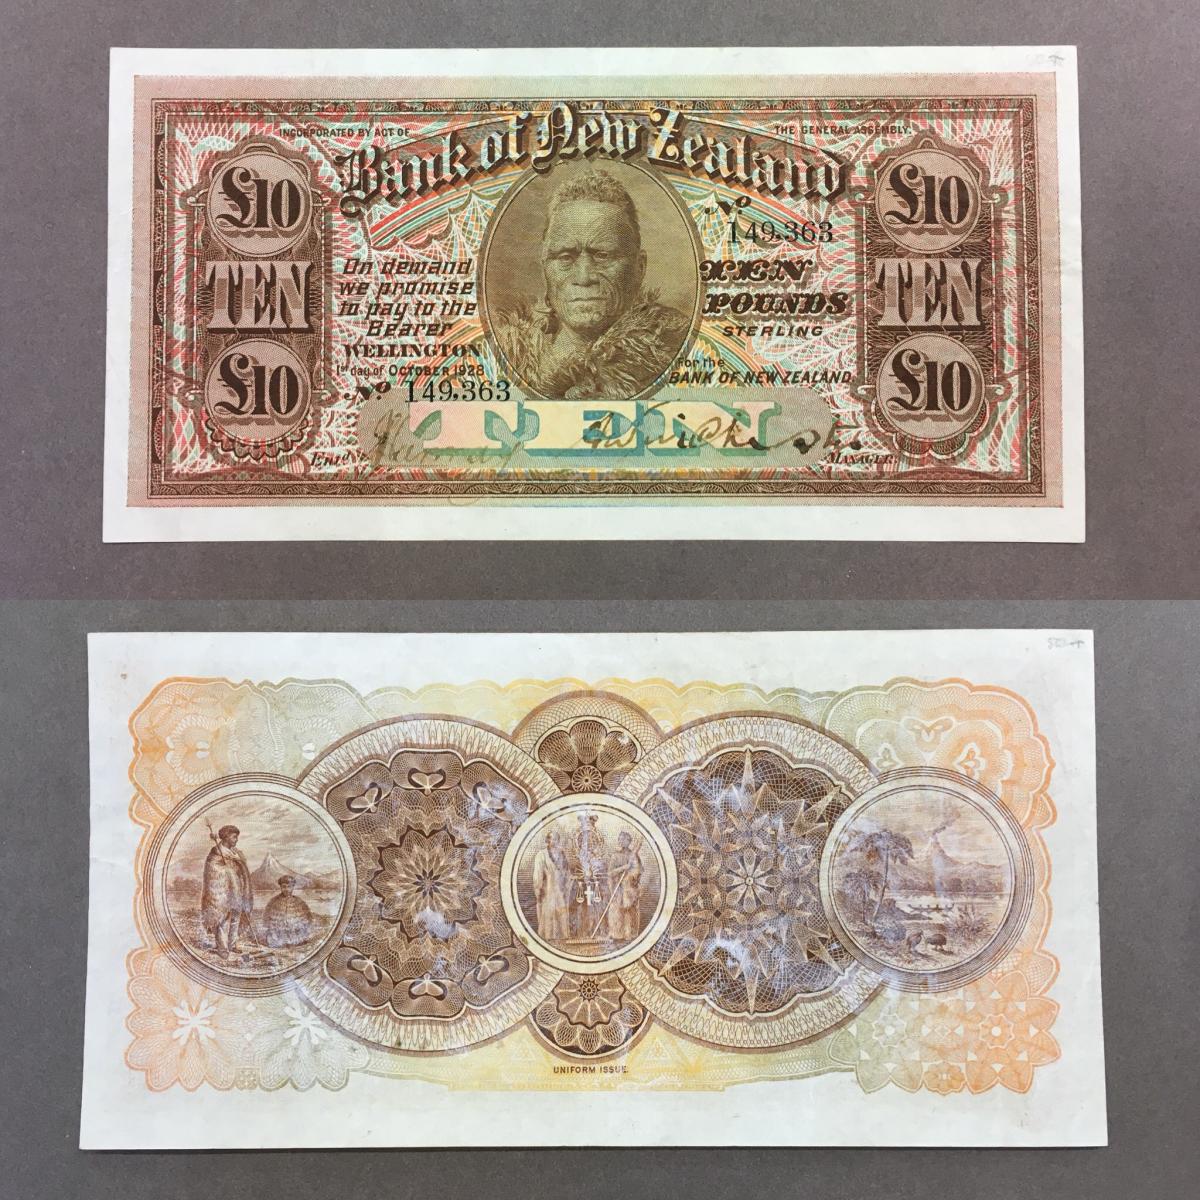 INCORPORATED BY ACT OF THE GENERAL ASSEMBLY.
Bank of New Zealand
£10 £10
Nº 149.363
TEN TEN
On demand
we promise
to pay to the
Bearer
TEN
POUNDS
STERLING
WELLINGTON
1st day of OCTOBER 1928
For the
BANK OF NEW ZEALAND.
Nº 149.363
£10 £10
TEN
Entd
MANAGER.
UNIFORM ISSUE.